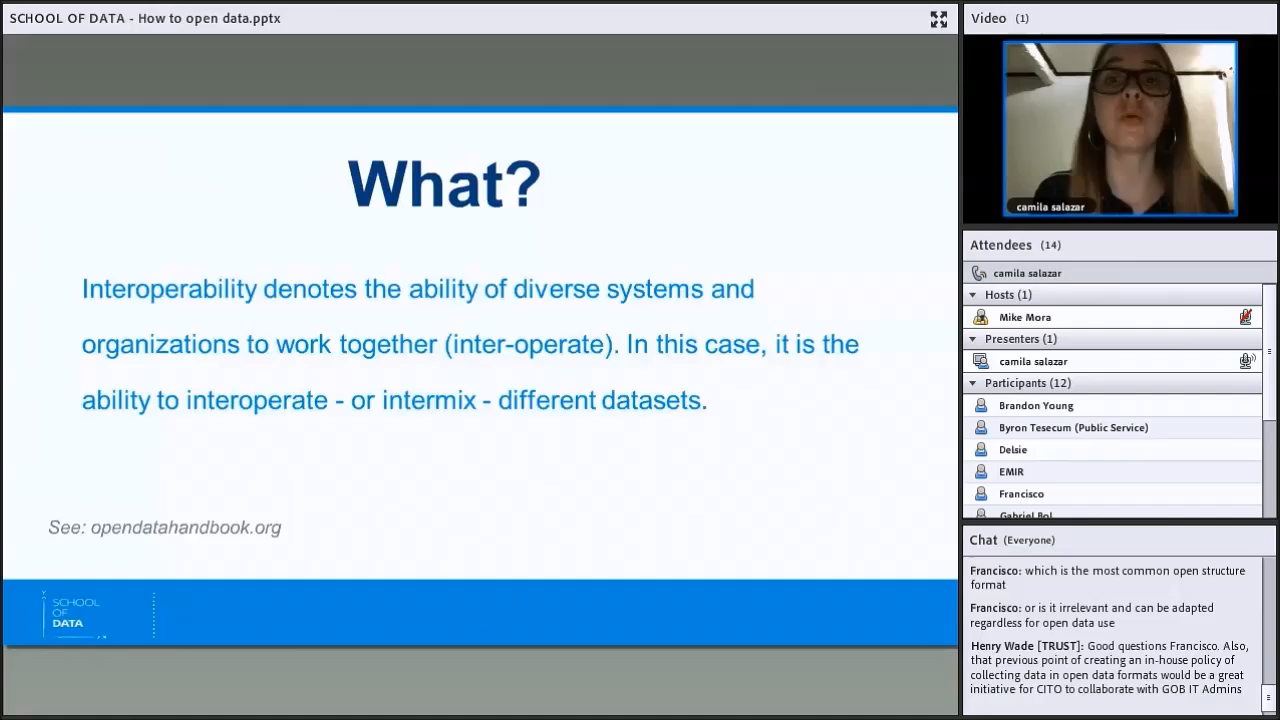 SCHOOL OF DATA - How to open data.pptx
What?
Interoperability denotes the ability of diverse systems and
organizations to work together (inter-operate). In this case, it is the
ability to interoperate - or intermix - different datasets.
See: opendatahandbook.org
SCHOOL
OF
DATA
Video (1)
camila salazar
Attendees (14)
camila salazar
Hosts (1)
Mike Mora
Presenters (1)
camila salazar
Participants (12)
Brandon Young
Byron Tesecum (Public Service)
Delsie
EMIR
Francisco
Gabriel Bol
Chat (Everyone)
Francisco: which is the most common open structure
format
Francisco: or is it irrelevant and can be adapted
regardless for open data use
Henry Wade [TRUST]: Good questions Francisco. Also,
that previous point of creating an in-house policy of
collecting data in open data formats would be a great
initiative for CITO to collaborate with GOB IT Admins